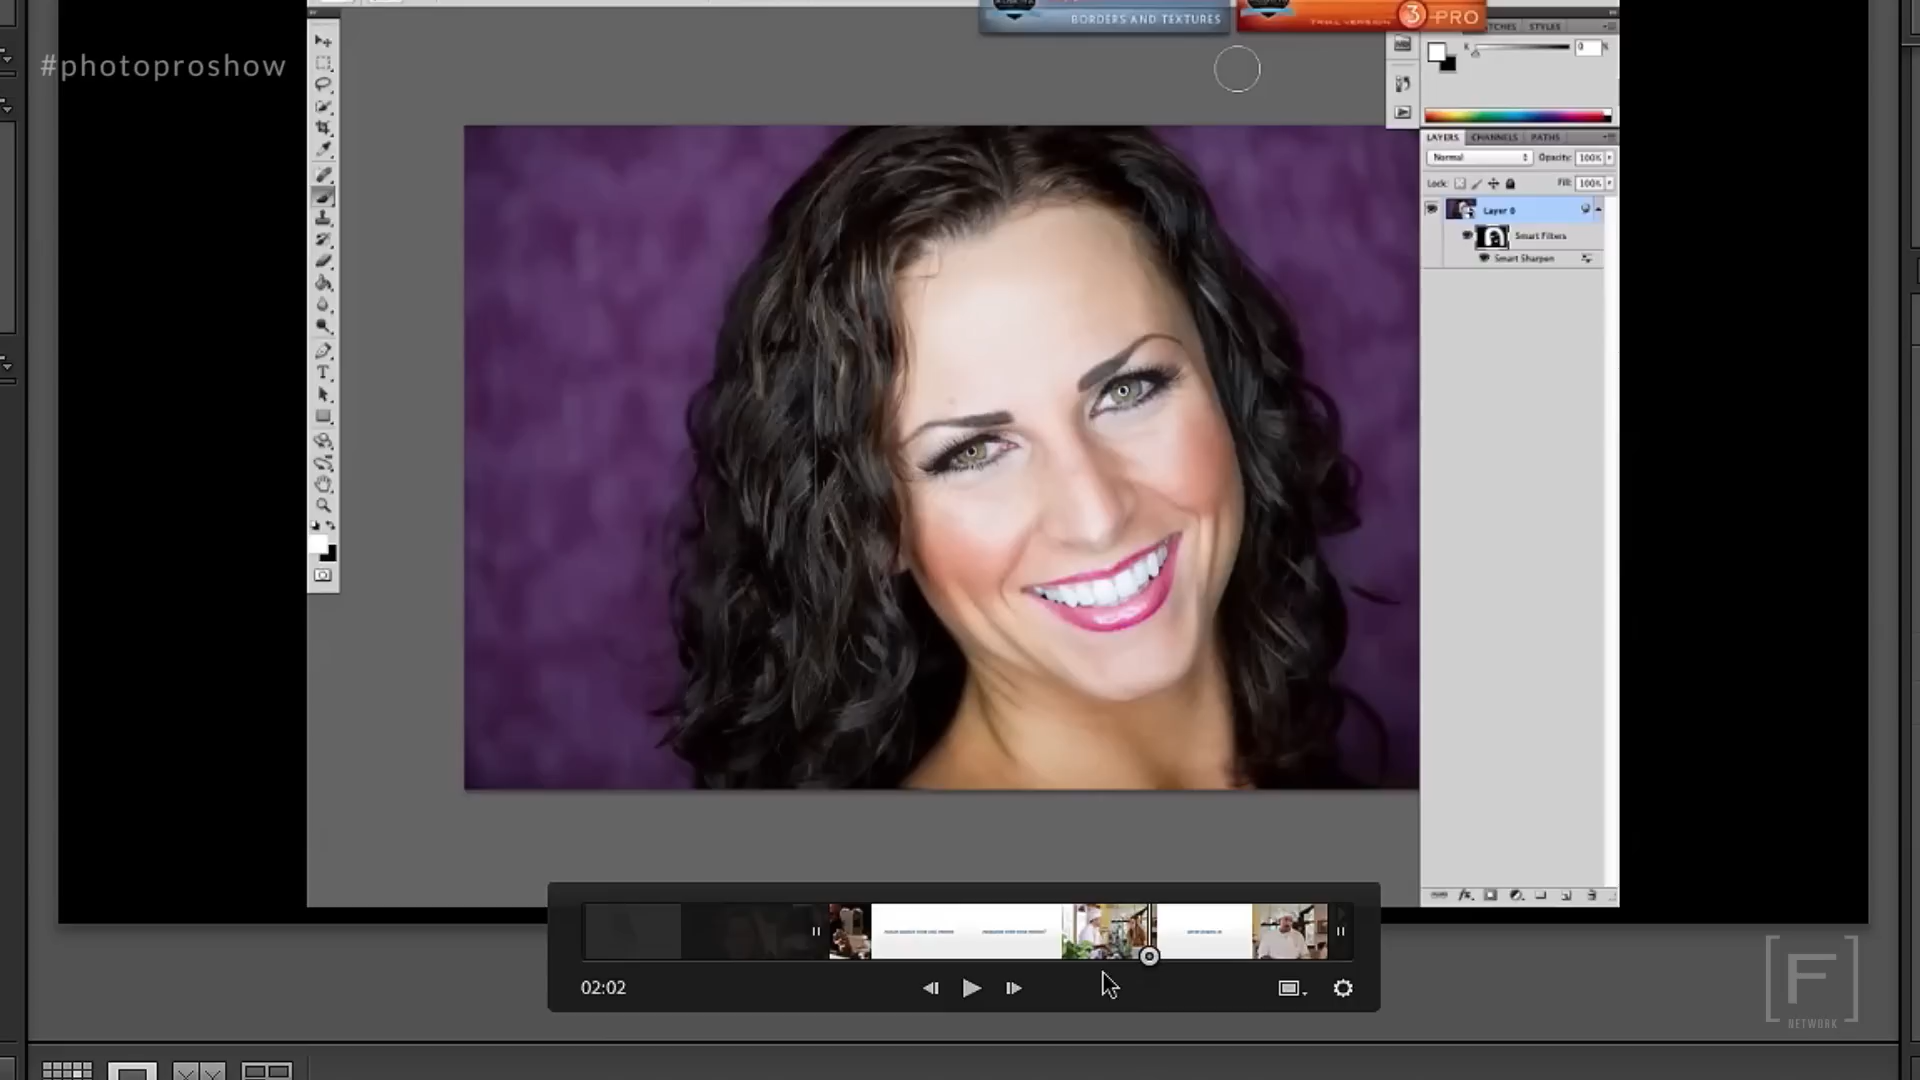 BORDERS AND TEXTURES
TRIAL VERSION 3 PRO
#photoproshow
STYLES
K
0 %
LAYERS CHANNELS PATHS
Normal Opacity: 100%
Lock: Fill: 100%
Layer 0
Smart Filters
Smart Sharpen
T
02:02
F
NETWORK